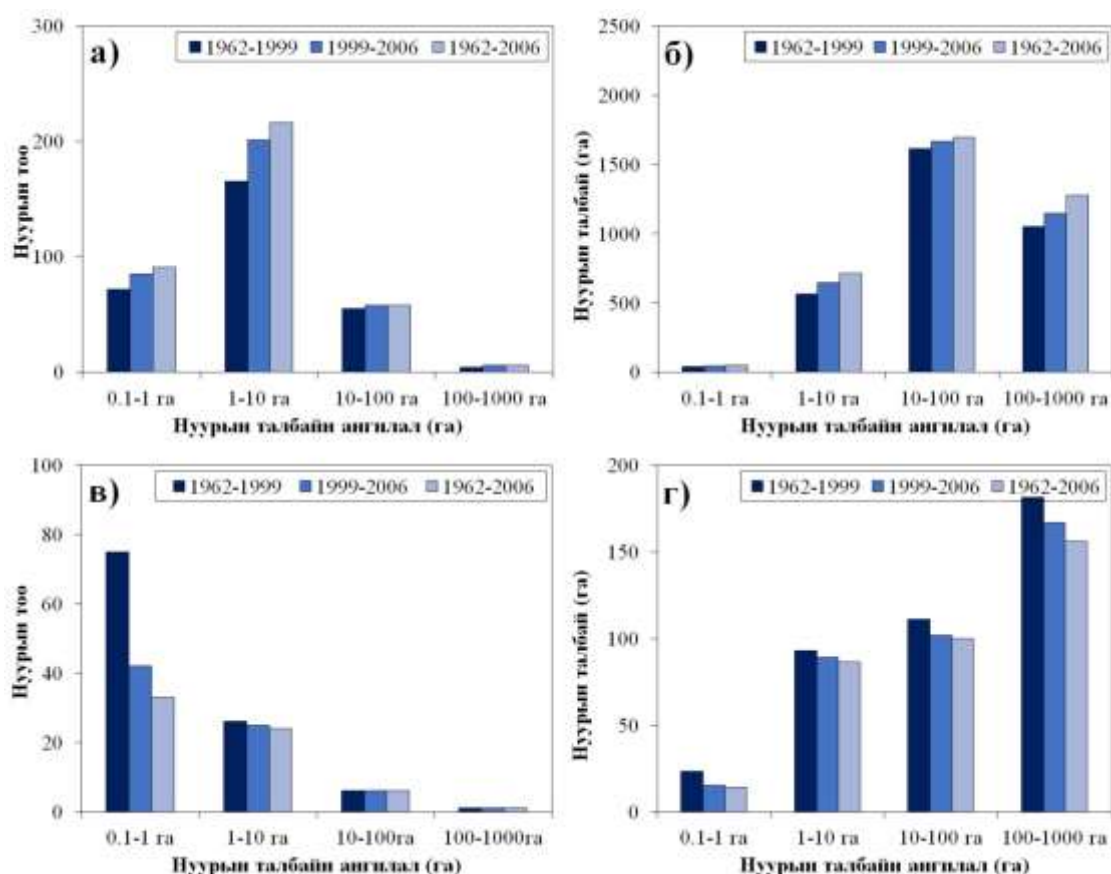 а)
1962-1999 1999-2006 1962-2006
Нуурын тоо
300
200
100
0
0.1-1 га 1-10 га 10-100 га 100-1000 га
Нуурын талбайн ангилал (га)
б)
1962-1999 1999-2006 1962-2006
Нуурын талбай (га)
2500
2000
1500
1000
500
0
0.1-1 га 1-10 га 10-100 га 100-1000 га
Нуурын талбайн ангилал (га)
в)
1962-1999 1999-2006 1962-2006
Нуурын тоо
100
80
60
40
20
0
0.1-1 га 1-10 га 10-100га 100-1000га
Нуурын талбайн ангилал (га)
г)
1962-1999 1999-2006 1962-2006
Нуурын талбай (га)
200
150
100
50
0
0.1-1 га 1-10 га 10-100 га 100-1000 га
Нуурын талбайн ангилал (га)